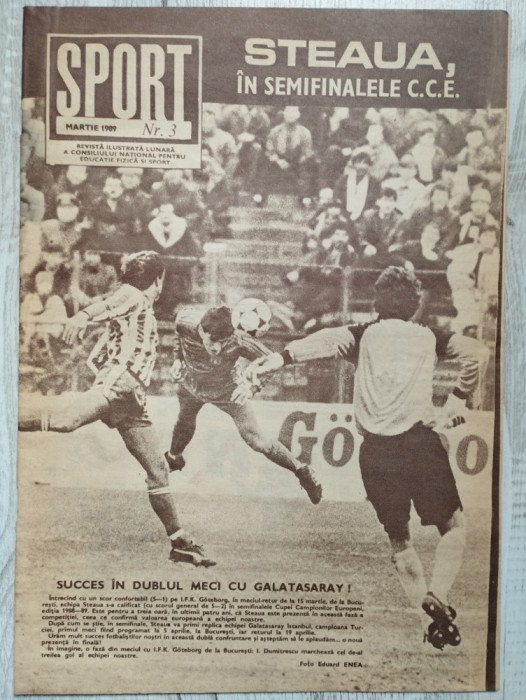 SPORT
MARTIE 1989 Nr. 3
REVISTĂ ILUSTRATĂ LUNARĂ
A CONSILIULUI NAȚIONAL PENTRU
EDUCAȚIE FIZICĂ ȘI SPORT
STEAUA,
ÎN SEMIFINALELE C.C.E.
Gö o
SUCCES ÎN DUBLUL MECI CU GALATASARAY !
Întrecînd cu un scor confortabil (5—1) pe I.F.K. Göteborg, în meciul-retur de la 15 martie, de la Bucu-
rești, echipa Steaua s-a calificat (cu scorul general de 5—2) în semifinalele Cupei Campionilor Europeni,
ediția 1988—89. Este pentru a treia oară, în ultimii patru ani, că Steaua este prezentă în această fază a
competiției, ceea ce confirmă valoarea europeană a echipei noastre.
După cum se știe, în semifinale, Steaua va primi replica echipei Galatasaray Istanbul, campioana Tur-
ciei, primul meci fiind programat la 5 aprilie, la București, iar returul la 19 aprilie.
Urăm mult succes fotbaliștilor noștri în această dublă confruntare și așteptăm să le aplaudăm... o nouă
prezență în finală!
În imagine, o fază din meciul cu I.F.K. Göteborg de la București: I. Dumitrescu marchează cel de-al
treilea gol al echipei noastre.
Foto Eduard ENEA